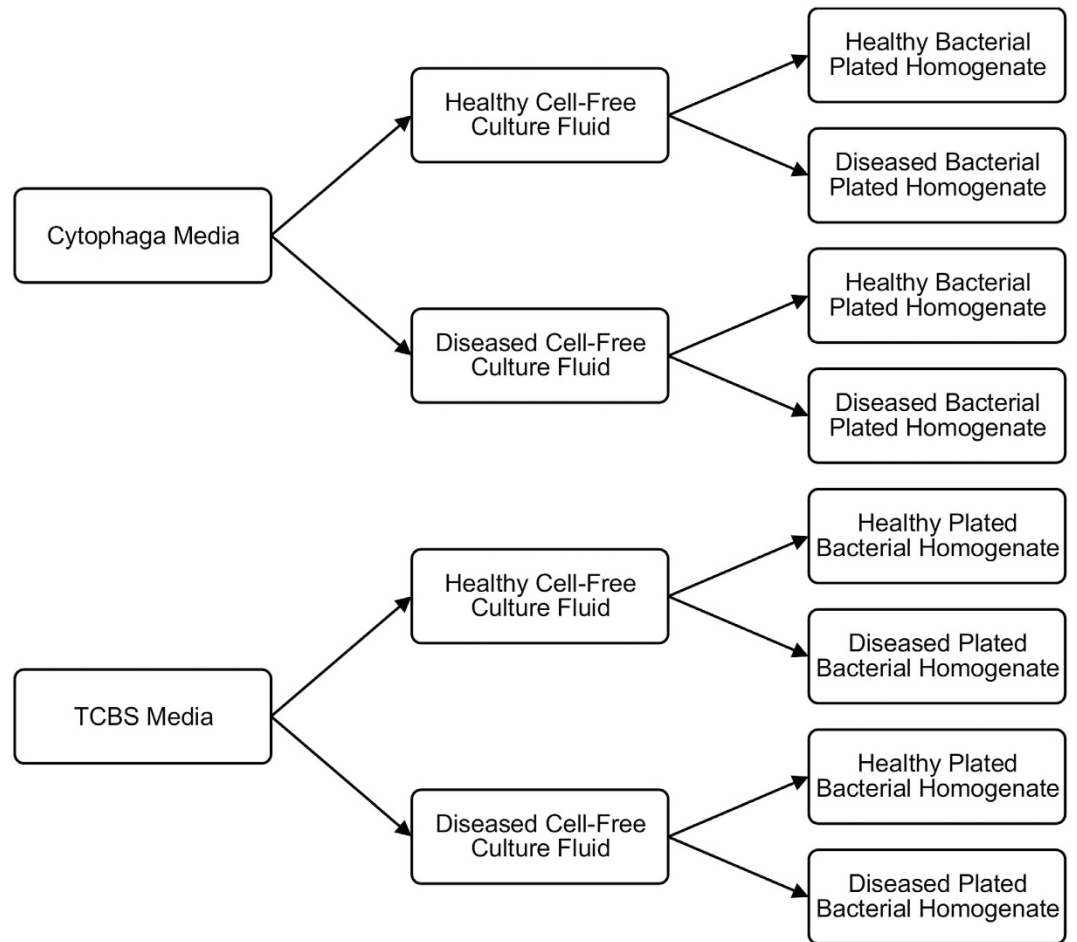 Cytophaga Media
Healthy Cell-Free
Culture Fluid
Healthy Bacterial
Plated Homogenate
Diseased Bacterial
Plated Homogenate
Diseased Cell-Free
Culture Fluid
Healthy Bacterial
Plated Homogenate
Diseased Bacterial
Plated Homogenate
TCBS Media
Healthy Cell-Free
Culture Fluid
Healthy Plated
Bacterial Homogenate
Diseased Plated
Bacterial Homogenate
Diseased Cell-Free
Culture Fluid
Healthy Plated
Bacterial Homogenate
Diseased Plated
Bacterial Homogenate